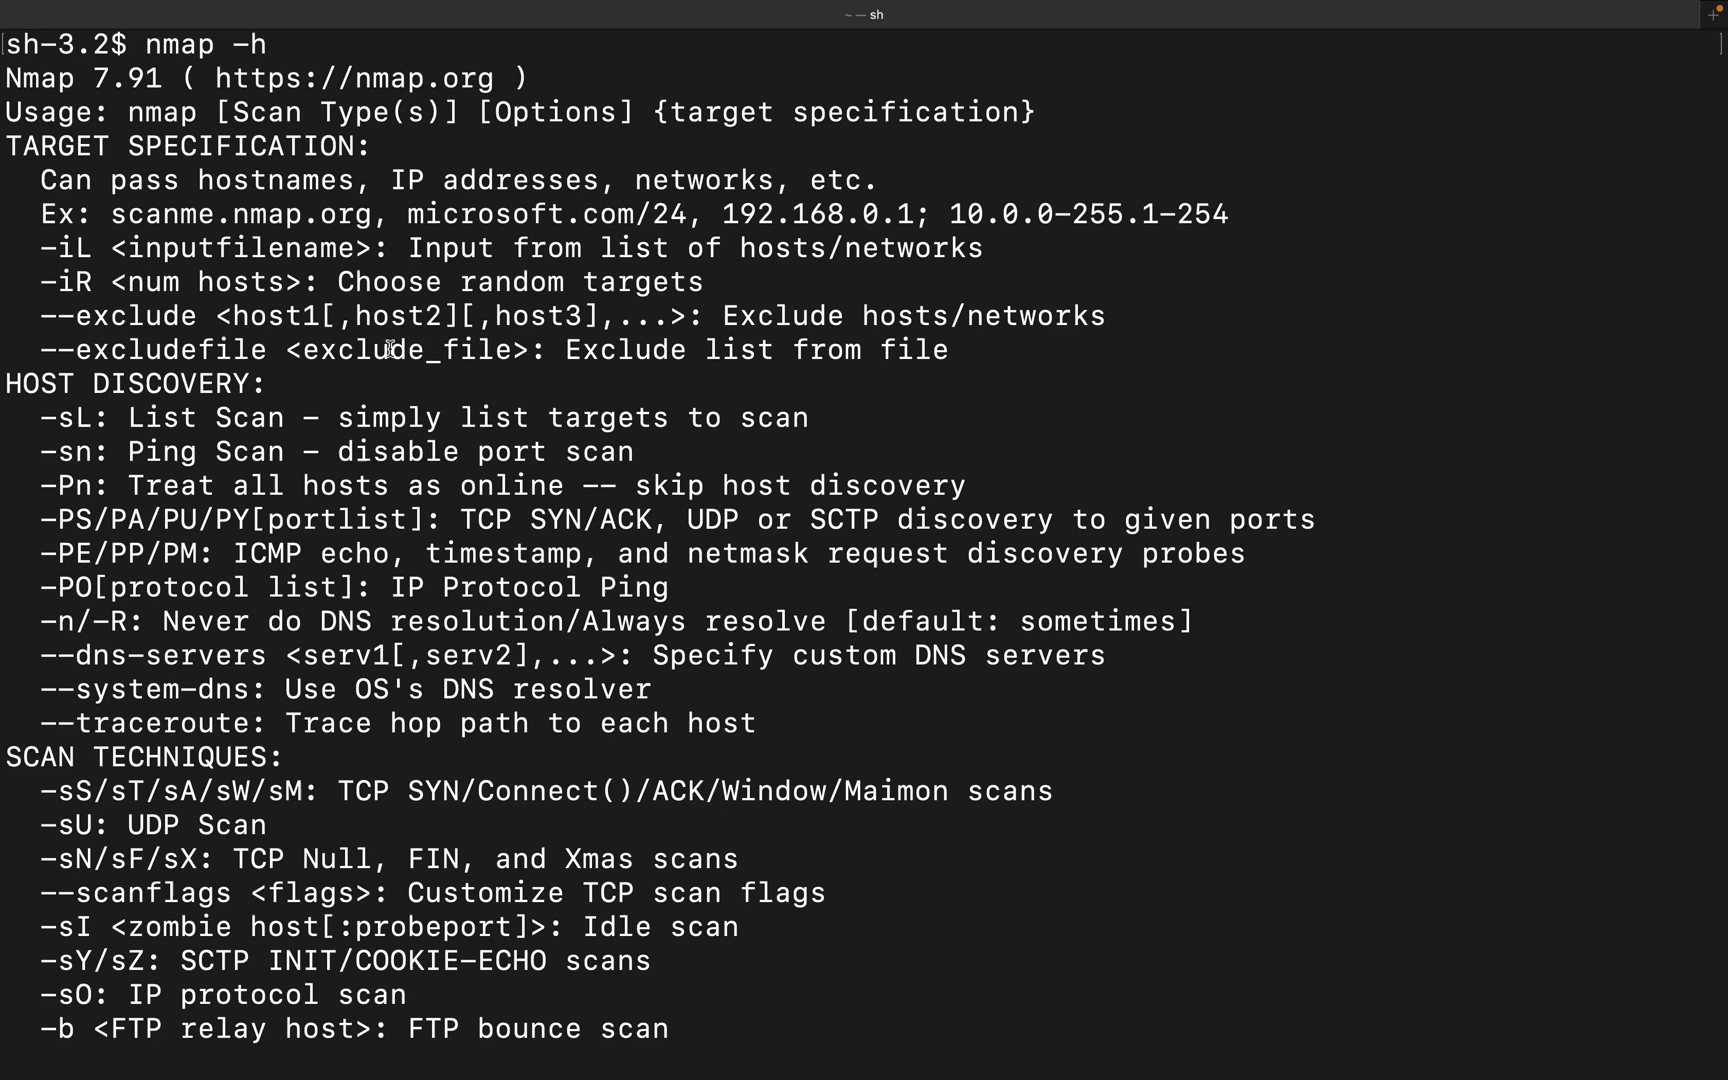 ~ — sh
sh-3.2$ nmap -h
Nmap 7.91 ( https://nmap.org )
Usage: nmap [Scan Type(s)] [Options] {target specification}
TARGET SPECIFICATION:
  Can pass hostnames, IP addresses, networks, etc.
  Ex: scanme.nmap.org, microsoft.com/24, 192.168.0.1; 10.0.0-255.1-254
  -iL <inputfilename>: Input from list of hosts/networks
  -iR <num hosts>: Choose random targets
  --exclude <host1[,host2][,host3],...>: Exclude hosts/networks
  --excludefile <exclude_file>: Exclude list from file
HOST DISCOVERY:
  -sL: List Scan - simply list targets to scan
  -sn: Ping Scan - disable port scan
  -Pn: Treat all hosts as online -- skip host discovery
  -PS/PA/PU/PY[portlist]: TCP SYN/ACK, UDP or SCTP discovery to given ports
  -PE/PP/PM: ICMP echo, timestamp, and netmask request discovery probes
  -PO[protocol list]: IP Protocol Ping
  -n/-R: Never do DNS resolution/Always resolve [default: sometimes]
  --dns-servers <serv1[,serv2],...>: Specify custom DNS servers
  --system-dns: Use OS's DNS resolver
  --traceroute: Trace hop path to each host
SCAN TECHNIQUES:
  -sS/sT/sA/sW/sM: TCP SYN/Connect()/ACK/Window/Maimon scans
  -sU: UDP Scan
  -sN/sF/sX: TCP Null, FIN, and Xmas scans
  --scanflags <flags>: Customize TCP scan flags
  -sI <zombie host[:probeport]>: Idle scan
  -sY/sZ: SCTP INIT/COOKIE-ECHO scans
  -sO: IP protocol scan
  -b <FTP relay host>: FTP bounce scan